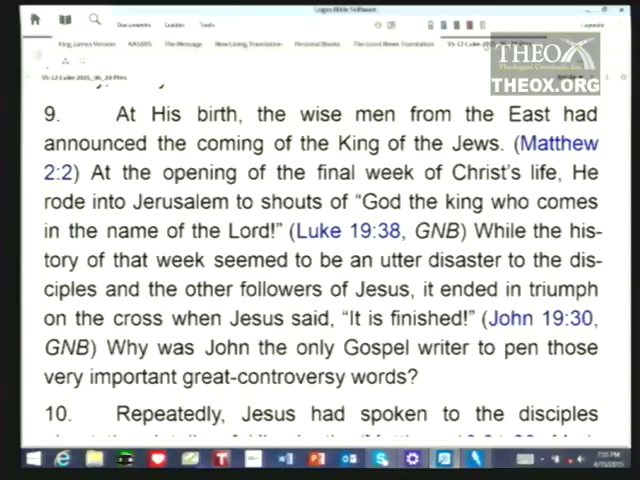 Logos Bible Software
Documents Guides Tools
Layouts
King James Version NASB95 The Message New Living Translation Personal Books The Good News Translation
THEOX
THEOX.ORG
9. At His birth, the wise men from the East had
announced the coming of the King of the Jews. (Matthew
2:2) At the opening of the final week of Christ's life, He
rode into Jerusalem to shouts of “God the king who comes
in the name of the Lord!” (Luke 19:38, GNB) While the his-
tory of that week seemed to be an utter disaster to the dis-
ciples and the other followers of Jesus, it ended in triumph
on the cross when Jesus said, “It is finished!” (John 19:30,
GNB) Why was John the only Gospel writer to pen those
very important great-controversy words?
10. Repeatedly, Jesus had spoken to the disciples